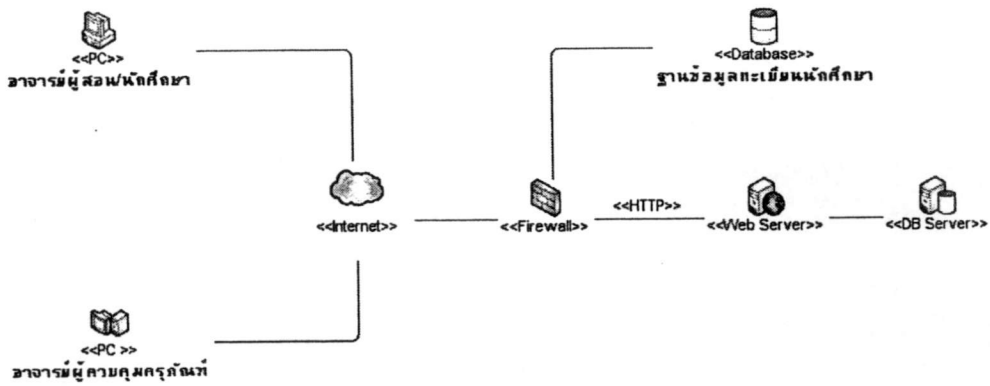 <<PC>>
อาจารย์ผู้สอน/นักศึกษา
<<Database>>
ฐานข้อมูลทะเบียนนักศึกษา
<<Internet>>
<<Firewall>>
<<HTTP>>
<<Web Server>>
<<DB Server>>
<<PC >>
อาจารย์ผู้ควบคุมครุภัณฑ์